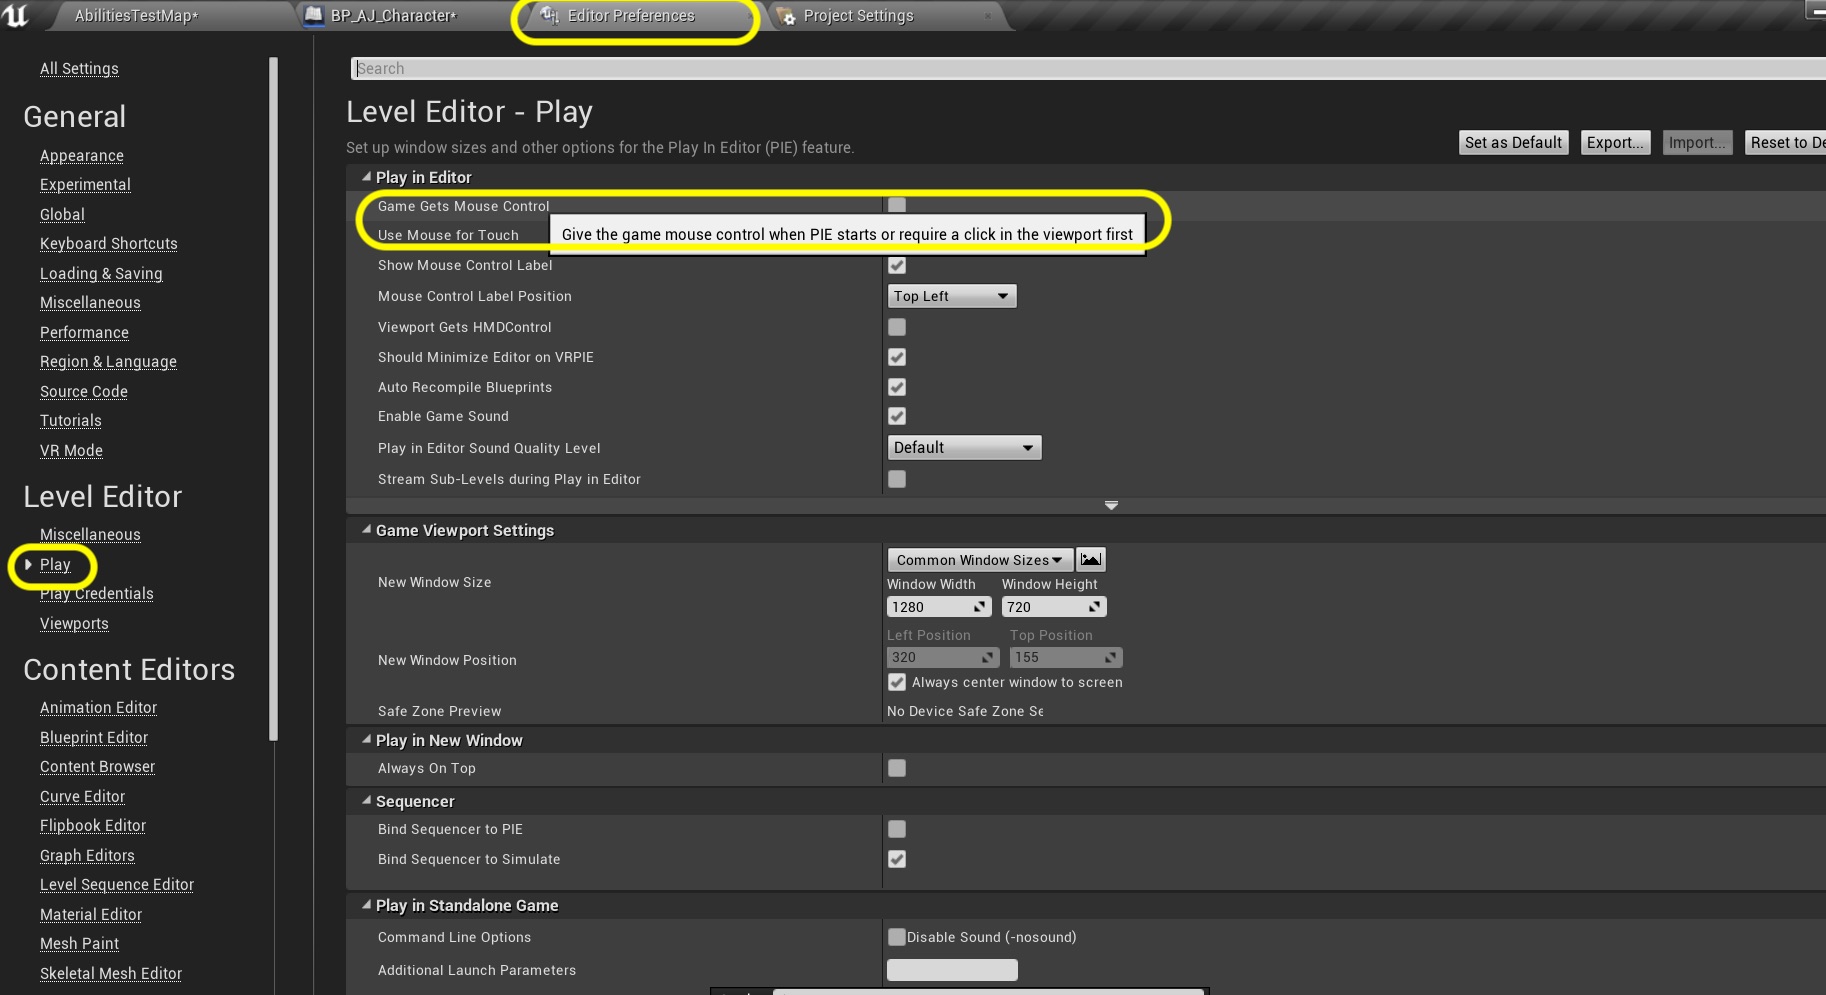 AbilitiesTestMap*
BP_AJ_Character*
Editor Preferences
Project Settings
All Settings
General
Appearance
Experimental
Global
Keyboard Shortcuts
Loading & Saving
Miscellaneous
Performance
Region & Language
Source Code
Tutorials
VR Mode
Level Editor
Miscellaneous
Play
Play Credentials
Viewports
Content Editors
Animation Editor
Blueprint Editor
Content Browser
Curve Editor
Flipbook Editor
Graph Editors
Level Sequence Editor
Material Editor
Mesh Paint
Skeletal Mesh Editor
Search
Level Editor - Play
Set up window sizes and other options for the Play In Editor (PIE) feature.
Set as Default
Export...
Import...
Reset to De
Play in Editor
Game Gets Mouse Control
Use Mouse for Touch
Give the game mouse control when PIE starts or require a click in the viewport first
Show Mouse Control Label
Mouse Control Label Position
Top Left
Viewport Gets HMDControl
Should Minimize Editor on VRPIE
Auto Recompile Blueprints
Enable Game Sound
Play in Editor Sound Quality Level
Default
Stream Sub-Levels during Play in Editor
Game Viewport Settings
New Window Size
Common Window Sizes
Window Width Window Height
1280 720
New Window Position
Left Position Top Position
320 155
Always center window to screen
Safe Zone Preview
No Device Safe Zone Se
Play in New Window
Always On Top
Sequencer
Bind Sequencer to PIE
Bind Sequencer to Simulate
Play in Standalone Game
Command Line Options
Disable Sound (-nosound)
Additional Launch Parameters